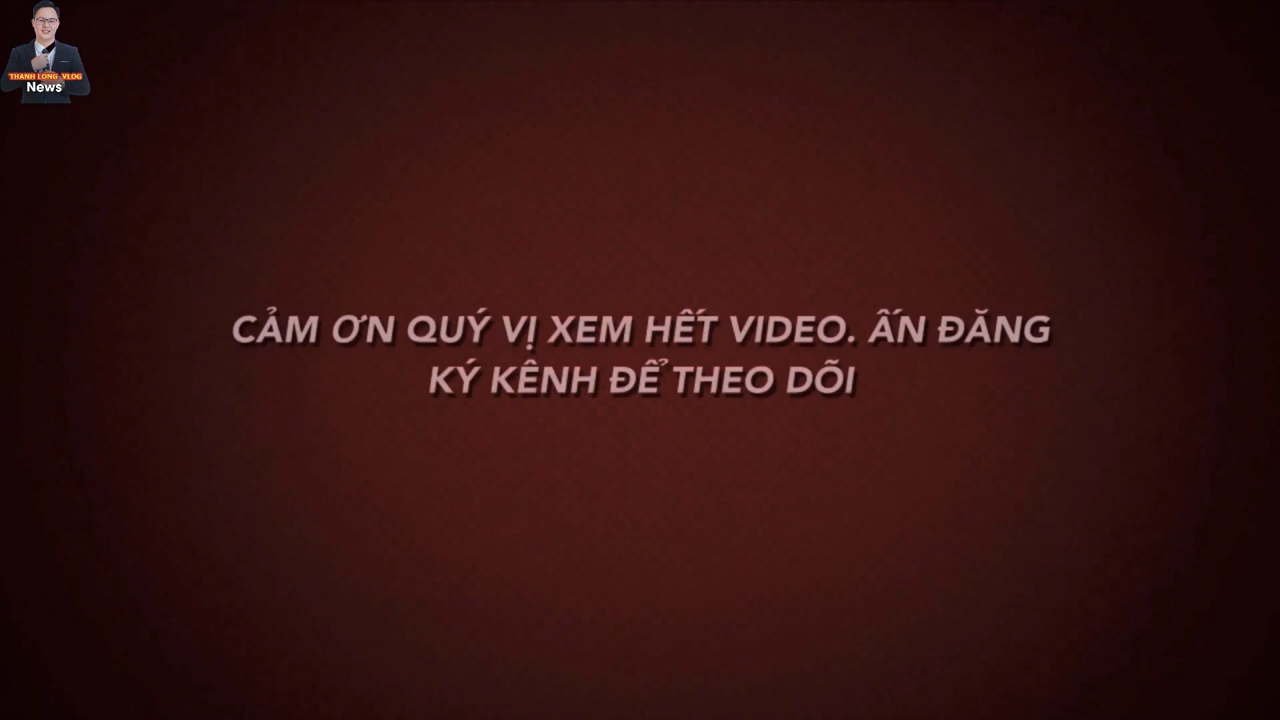 THANH LONG VLOG
News
CẢM ƠN QUÝ VỊ XEM HẾT VIDEO. ẤN ĐĂNG
KÝ KÊNH ĐỂ THEO DÕI